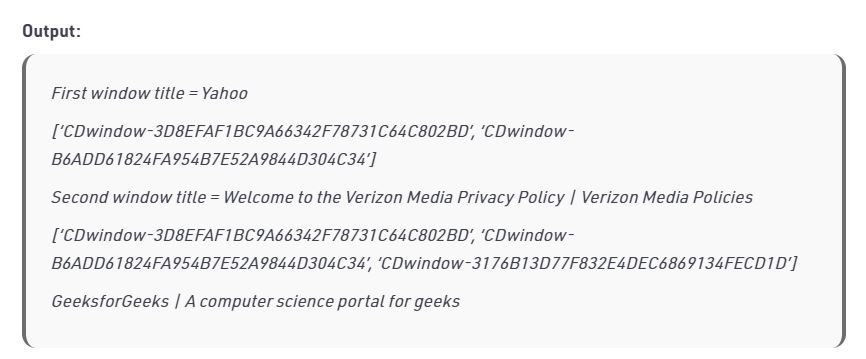 Output:
First window title = Yahoo
[‘CDwindow-3D8EFAF1BC9A66342F78731C64C802BD’, ‘CDwindow-
B6ADD61824FA954B7E52A9844D304C34’]
Second window title = Welcome to the Verizon Media Privacy Policy | Verizon Media Policies
[‘CDwindow-3D8EFAF1BC9A66342F78731C64C802BD’, ‘CDwindow-
B6ADD61824FA954B7E52A9844D304C34’, ‘CDwindow-3176B13D77F832E4DEC6869134FECD1D’]
GeeksforGeeks | A computer science portal for geeks